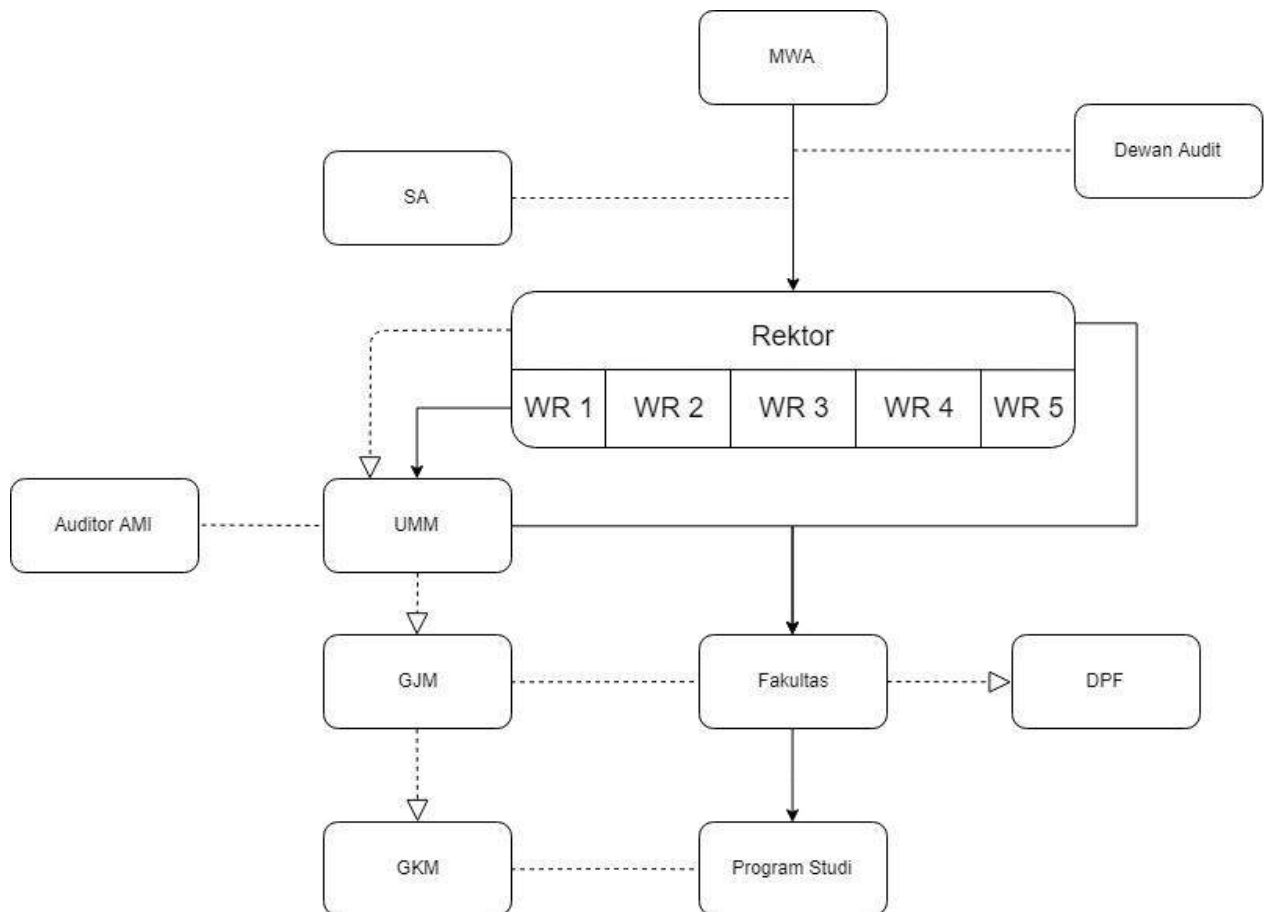 MWA
Dewan Audit
SA
Rektor
WR 1 WR 2 WR 3 WR 4 WR 5
Auditor AMI
UMM
GJM
Fakultas
DPF
GKM
Program Studi